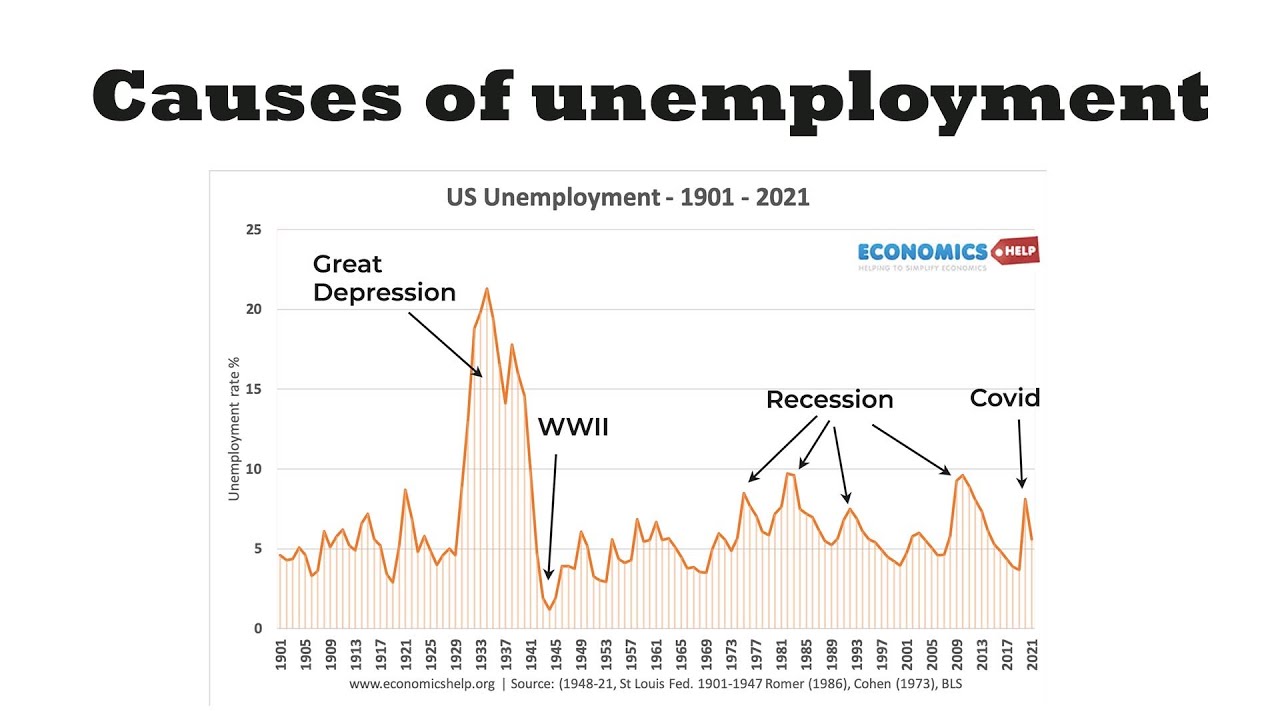 Causes of unemployment
US Unemployment - 1901 - 2021
25
20
15
10
5
0
Unemployment rate %
ECONOMICS HELP
HELPING TO SIMPLIFY ECONOMICS
Great
Depression
WWII
Recession
Covid
1901 1905 1909 1913 1917 1921 1925 1929 1933 1937 1941 1945 1949 1953 1957 1961 1965 1969 1973 1977 1981 1985 1989 1993 1997 2001 2005 2009 2013 2017 2021
www.economicshelp.org | Source: (1948-21, St Louis Fed. 1901-1947 Romer (1986), Cohen (1973), BLS